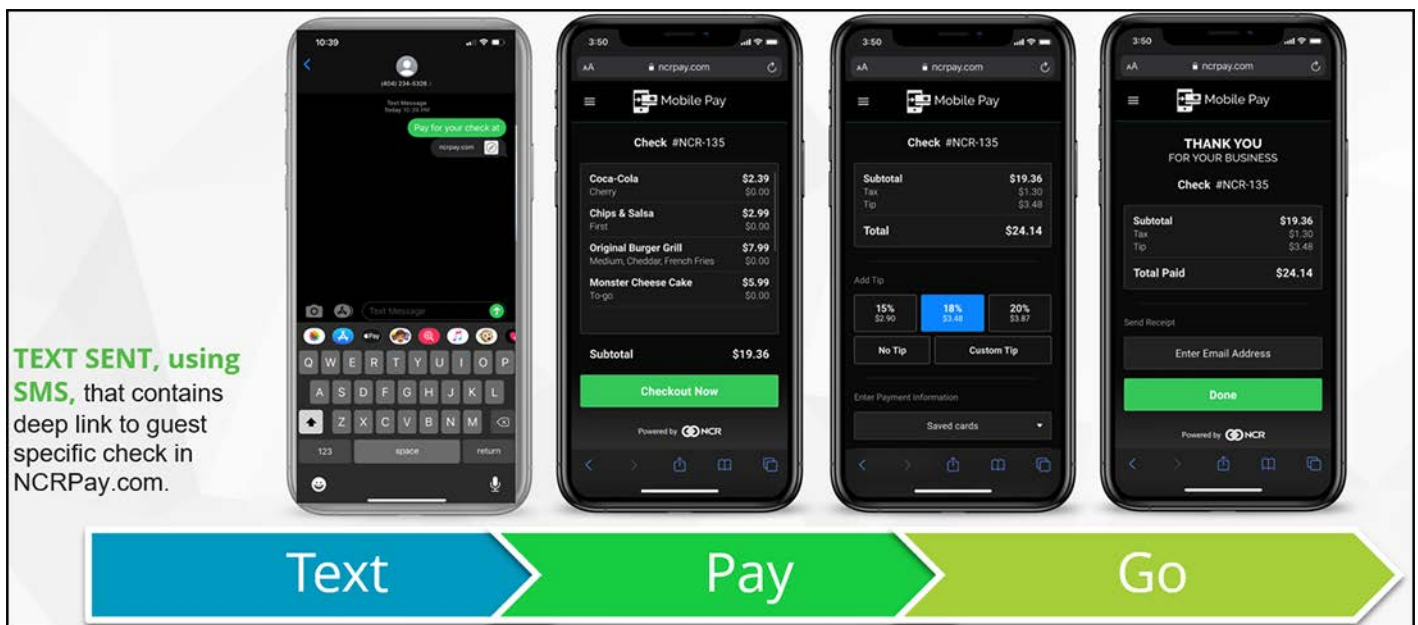 TEXT SENT, using
SMS, that contains
deep link to guest
specific check in
NCRPay.com.
10:39
(404) 234-5326
Text Message
Today 10:39 PM
Pay for your check at
ncrpay.com
Text Message
Pay
Q W E R T Y U I O P
A S D F G H J K L
Z X C V B N M
123 space return
3:50
AA ncrpay.com
Mobile Pay
Check #NCR-135
Coca-Cola $2.39
Cherry $0.00
Chips & Salsa $2.99
First $0.00
Original Burger Grill $7.99
Medium, Cheddar, French Fries $0.00
Monster Cheese Cake $5.99
To-go $0.00
Subtotal $19.36
Checkout Now
Powered by NCR
3:50
AA ncrpay.com
Mobile Pay
Check #NCR-135
Subtotal $19.36
Tax $1.30
Tip $3.48
Total $24.14
Add Tip
15% 18% 20%
$2.90 $3.48 $3.87
No Tip Custom Tip
Enter Payment Information
Saved cards
3:50
AA ncrpay.com
Mobile Pay
THANK YOU
FOR YOUR BUSINESS
Check #NCR-135
Subtotal $19.36
Tax $1.30
Tip $3.48
Total Paid $24.14
Send Receipt
Enter Email Address
Done
Powered by NCR
Text Pay Go